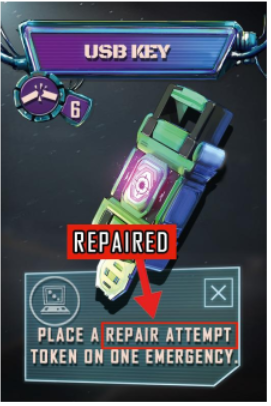 USB KEY
6
REPAIRED
PLACE A REPAIR ATTEMPT
TOKEN ON ONE EMERGENCY.